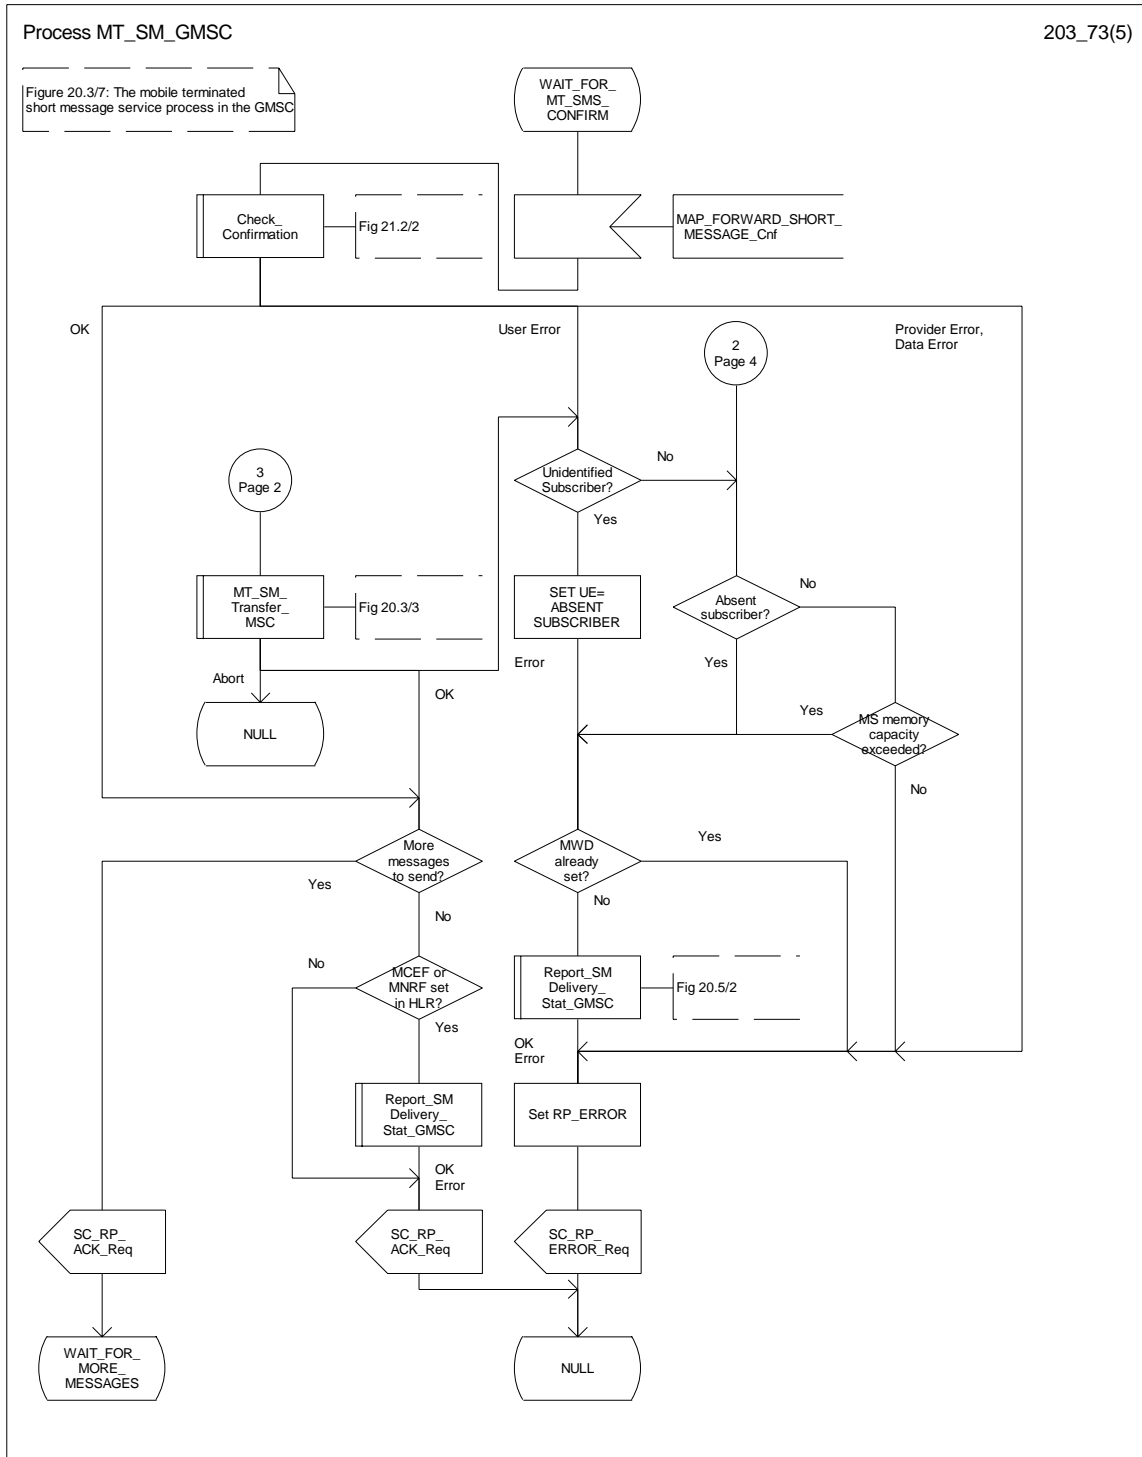 Process MT_SM_GMSC
203_73(5)
Figure 20.3/7: The mobile terminated
short message service process in the GMSC
WAIT_FOR_
MT_SMS_
CONFIRM
Check_
Confirmation
Fig 21.2/2
MAP_FORWARD_SHORT_
MESSAGE_Cnf
OK
User Error
Provider Error,
Data Error
2
Page 4
3
Page 2
Unidentified
Subscriber?
No
Yes
MT_SM_
Transfer_
MSC
Fig 20.3/3
SET UE=
ABSENT
SUBSCRIBER
Absent
subscriber?
No
Yes
Error
Abort
OK
NULL
Yes
MS memory
capacity
exceeded?
No
More
messages
to send?
Yes
No
MWD
already
set?
Yes
No
No
MCEF or
MNRF set
in HLR?
Yes
Report_SM
Delivery_
Stat_GMSC
Fig 20.5/2
OK
Error
Report_SM
Delivery_
Stat_GMSC
Set RP_ERROR
OK
Error
SC_RP_
ACK_Req
SC_RP_
ACK_Req
SC_RP_
ERROR_Req
WAIT_FOR_
MORE_
MESSAGES
NULL